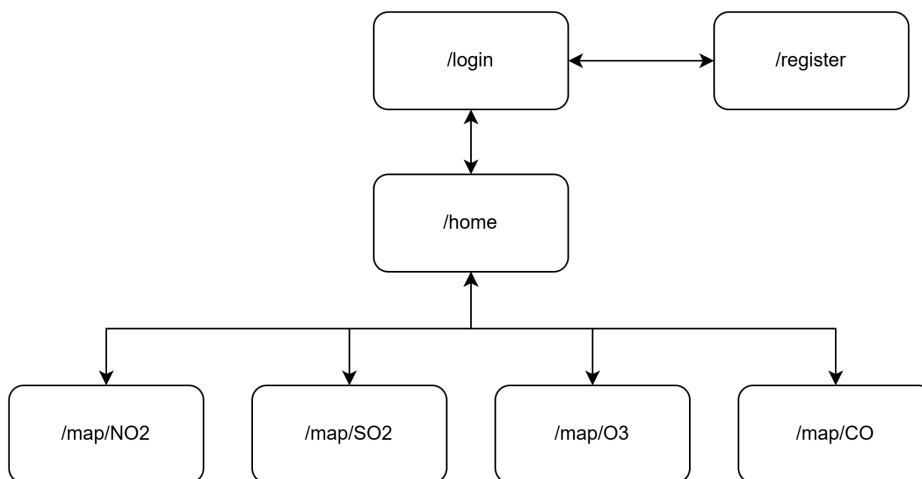 /login
/register
/home
/map/NO2
/map/SO2
/map/O3
/map/CO